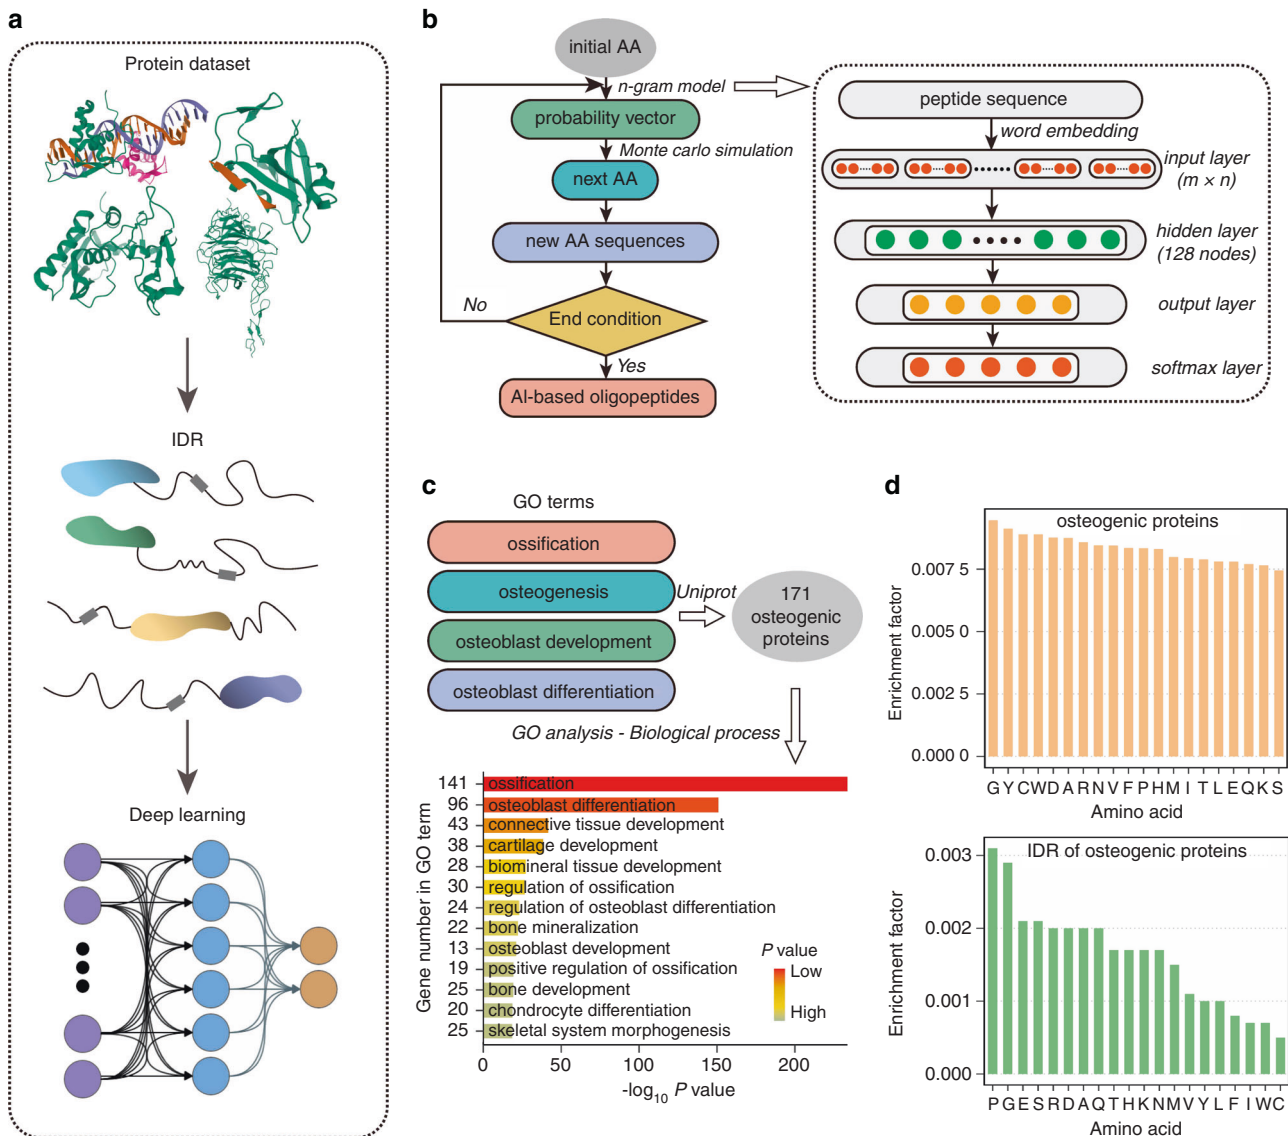 a
Protein dataset
IDR
Deep learning
b
initial AA
n-gram model
probability vector
Monte carlo simulation
next AA
new AA sequences
No
End condition
Yes
AI-based oligopeptides
peptide sequence
word embedding
input layer
(m × n)
hidden layer
(128 nodes)
output layer
softmax layer
c
GO terms
ossification
osteogenesis
osteoblast development
osteoblast differentiation
Uniprot
171
osteogenic
proteins
GO analysis - Biological process
Gene number in GO term
141 ossification
96 osteoblast differentiation
43 connective tissue development
38 cartilage development
28 biomineral tissue development
30 regulation of ossification
24 regulation of osteoblast differentiation
22 bone mineralization
13 osteoblast development
19 positive regulation of ossification
25 bone development
20 chondrocyte differentiation
25 skeletal system morphogenesis
P value
Low
High
0 50 100 150 200
-log10 P value
d
osteogenic proteins
Enrichment factor
0.007 5
0.005 0
0.002 5
0.000 0
G Y C W D A R N V F P H M I T L E Q K S
Amino acid
IDR of osteogenic proteins
Enrichment factor
0.003
0.002
0.001
0.000
P G E S R D A Q T H K N M V Y L F I W C
Amino acid